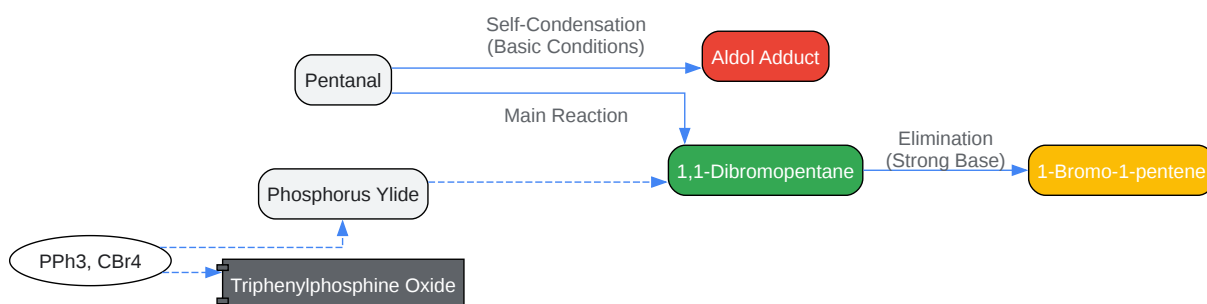 Self-Condensation
(Basic Conditions)
Aldol Adduct
Pentanal
Main Reaction
Elimination
(Strong Base)
1,1-Dibromopentane
1-Bromo-1-pentene
Phosphorus Ylide
PPh3, CBr4
Triphenylphosphine Oxide